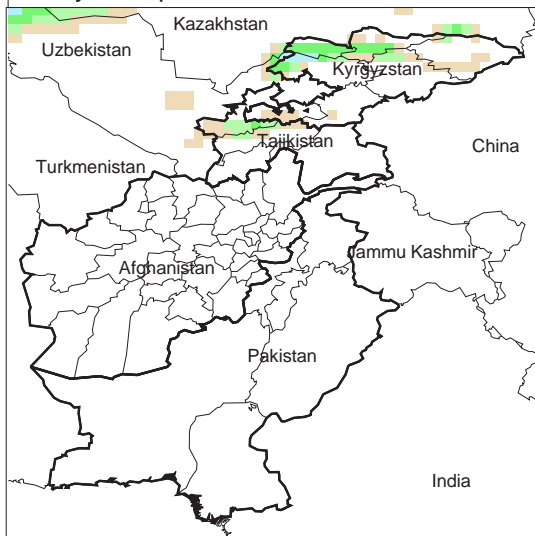 Kazakhstan
Uzbekistan
Kyrgyzstan
Tajikistan
China
Turkmenistan
Jammu Kashmir
Afghanistan
Pakistan
India